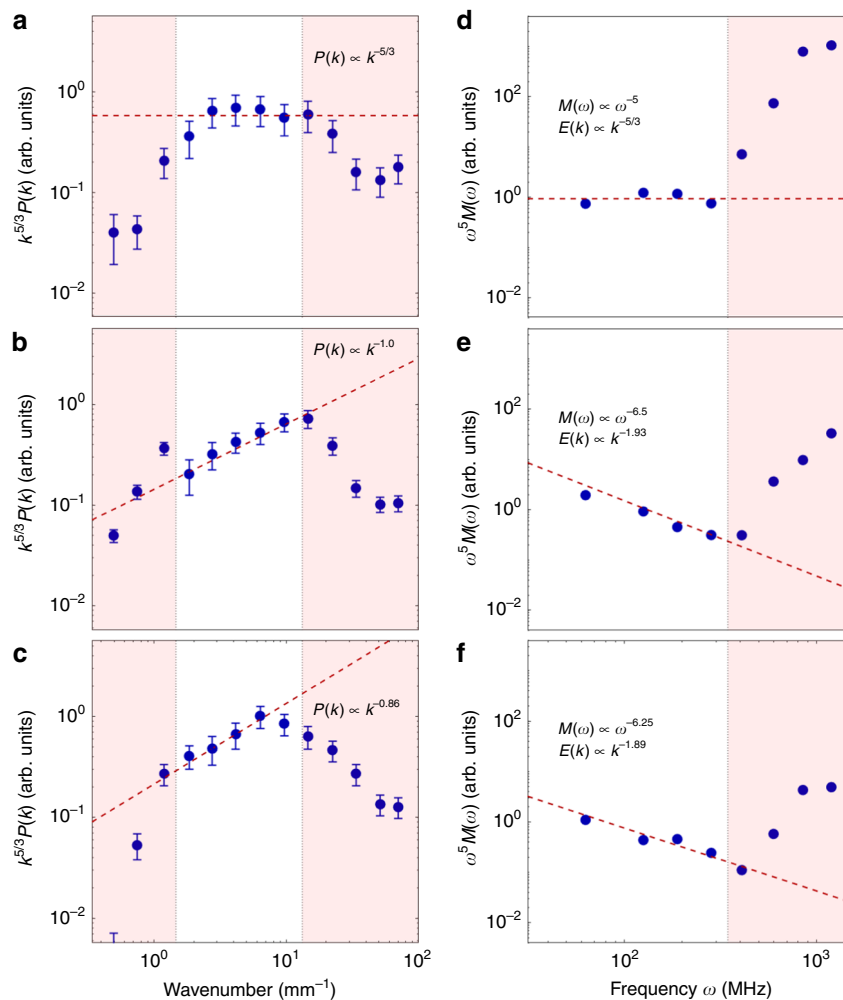 a
P(k) ∝ k^{-5/3}
k^{5/3}P(k) (arb. units)
10^0
10^{-1}
10^{-2}
b
P(k) ∝ k^{-1.0}
k^{5/3}P(k) (arb. units)
10^0
10^{-1}
10^{-2}
c
P(k) ∝ k^{-0.86}
k^{5/3}P(k) (arb. units)
10^0
10^{-1}
10^{-2}
10^0 10^1 10^2
Wavenumber (mm^{-1})
d
M(ω) ∝ ω^{-5}
E(k) ∝ k^{-5/3}
ω^5M(ω) (arb. units)
10^2
10^0
10^{-2}
e
M(ω) ∝ ω^{-6.5}
E(k) ∝ k^{-1.93}
ω^5M(ω) (arb. units)
10^2
10^0
10^{-2}
f
M(ω) ∝ ω^{-6.25}
E(k) ∝ k^{-1.89}
ω^5M(ω) (arb. units)
10^2
10^0
10^{-2}
10^2 10^3
Frequency ω (MHz)